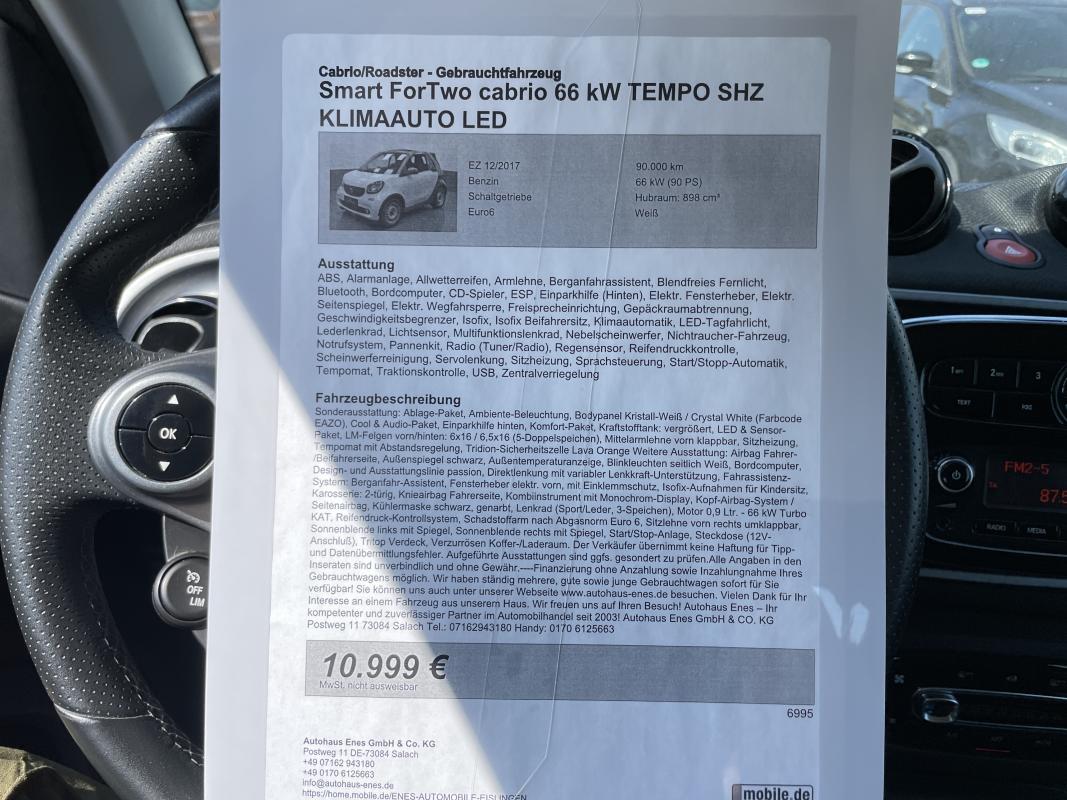 Cabrio/Roadster - Gebrauchtfahrzeug
Smart ForTwo cabrio 66 kW TEMPO SHZ
KLIMAAUTO LED
EZ 12/2017
90.000 km
Benzin
66 kW (90 PS)
Schaltgetriebe
Hubraum: 898 cm³
Euro6
Weiß
Ausstattung
ABS, Alarmanlage, Allwetterreifen, Armlehne, Berganfahrassistent, Blendfreies Fernlicht,
Bluetooth, Bordcomputer, CD-Spieler, ESP, Einparkhilfe (Hinten), Elektr. Fensterheber, Elektr.
Seitenspiegel, Elektr. Wegfahrsperre, Freisprecheinrichtung, Gepäckraumabtrennung,
Geschwindigkeitsbegrenzer, Isofix, Isofix Beifahrersitz, Klimaautomatik, LED-Tagfahrlicht,
Lederlenkrad, Lichtsensor, Multifunktionslenkrad, Nebelscheinwerfer, Nichtraucher-Fahrzeug,
Notrufsystem, Pannenkit, Radio (Tuner/Radio), Regensensor, Reifendruckkontrolle,
Scheinwerferreinigung, Servolenkung, Sitzheizung, Sprachsteuerung, Start/Stopp-Automatik,
Tempomat, Traktionskontrolle, USB, Zentralverriegelung
Fahrzeugbeschreibung
Sonderausstattung: Ablage-Paket, Ambiente-Beleuchtung, Bodypanel Kristall-Weiß / Crystal White (Farbcode
EAZO), Cool & Audio-Paket, Einparkhilfe hinten, Komfort-Paket, Kraftstofftank: vergrößert, LED & Sensor-
Paket, LM-Felgen vorn/hinten: 6x16 / 6,5x16 (5-Doppelspeichen), Mittelarmlehne vorn klappbar, Sitzheizung,
Tempomat mit Abstandsregelung, Tridion-Sicherheitszelle Lava Orange Weitere Ausstattung: Airbag Fahrer-
/Beifahrerseite, Außenspiegel schwarz, Außentemperaturanzeige, Blinkleuchten seitlich Weiß, Bordcomputer,
Design- und Ausstattungslinie passion, Direktlenkung mit variabler Lenkkraft-Unterstützung, Fahrassistenz-
System: Berganfahr-Assistent, Fensterheber elektr. vorn, mit Einklemmschutz, Isofix-Aufnahmen für Kindersitz,
Karosserie: 2-türig, Knieairbag Fahrerseite, Kombiinstrument mit Monochrom-Display, Kopf-Airbag-System /
Seitenairbag, Kühlermaske schwarz, genarbt, Lenkrad (Sport/Leder, 3-Speichen), Motor 0,9 Ltr. - 66 kW Turbo
KAT, Reifendruck-Kontrollsystem, Schadstoffarm nach Abgasnorm Euro 6, Sitzlehne vorn rechts umklappbar,
Sonnenblende links mit Spiegel, Sonnenblende rechts mit Spiegel, Start/Stop-Anlage, Steckdose (12V-
Anschluß), Tritop Verdeck, Verzurrösen Koffer-/Laderaum. Der Verkäufer übernimmt keine Haftung für Tipp-
und Datenübermittlungsfehler. Aufgeführte Ausstattungen sind ggfs. gesondert zu prüfen.Alle Angaben in den
Inseraten sind unverbindlich und ohne Gewähr.----Finanzierung ohne Anzahlung sowie Inzahlungnahme Ihres
Gebrauchtwagens möglich. Wir haben ständig mehrere, gute sowie junge Gebrauchtwagen sofort für Sie
verfügbar! Sie können uns auch unter unserer Webseite www.autohaus-enes.de besuchen. Vielen Dank für Ihr
Interesse an einem Fahrzeug aus unserem Haus. Wir freuen uns auf Ihren Besuch! Autohaus Enes – Ihr
kompetenter und zuverlässiger Partner im Automobilhandel seit 2003! Autohaus Enes GmbH & CO. KG
Postweg 11 73084 Salach Tel.: 07162943180 Handy: 0170 6125663
10.999 €
MwSt. nicht ausweisbar
6995
Autohaus Enes GmbH & Co. KG
Postweg 11 DE-73084 Salach
+49 07162 943180
+49 0170 6125663
info@autohaus-enes.de
https://home.mobile.de/ENES-AUTOMOBILE-EISLINGEN
mobile.de
OK
OFF
LIM
1
2
3
TEXT
FM2-5
TA
87.5
RADIO
MEDIA